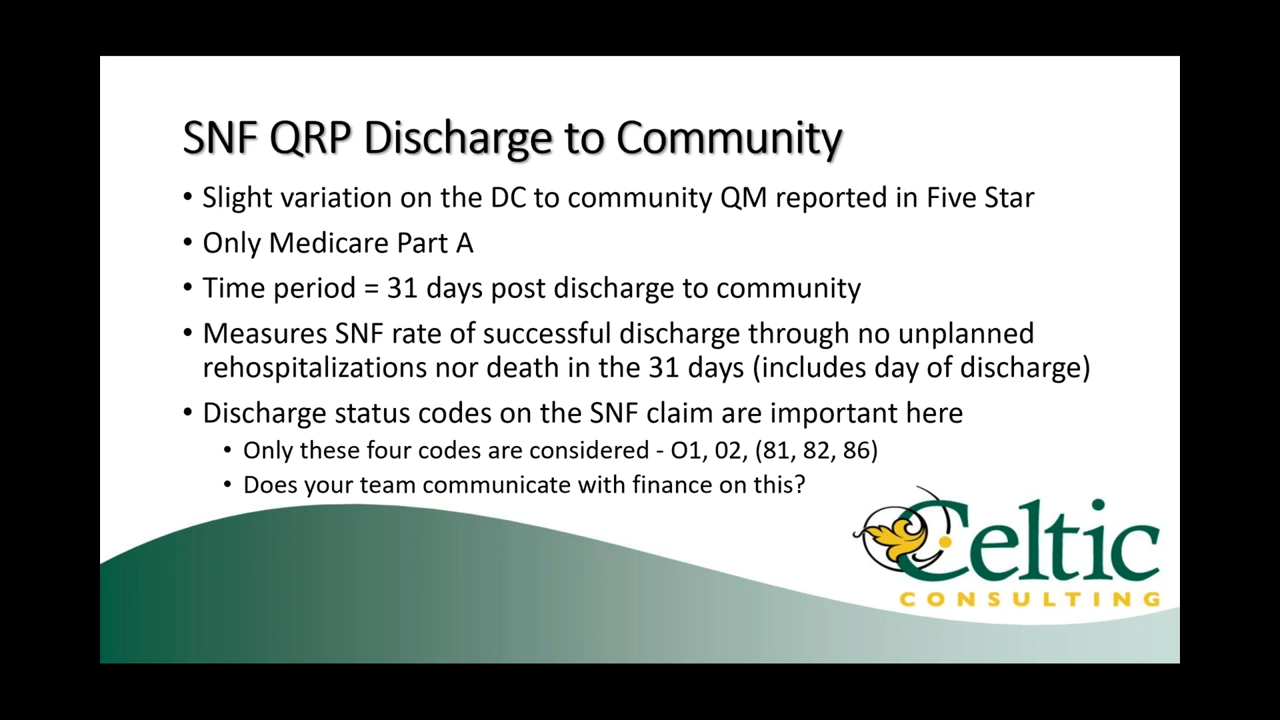 SNF QRP Discharge to Community
• Slight variation on the DC to community QM reported in Five Star
• Only Medicare Part A
• Time period = 31 days post discharge to community
• Measures SNF rate of successful discharge through no unplanned
rehospitalizations nor death in the 31 days (includes day of discharge)
• Discharge status codes on the SNF claim are important here
• Only these four codes are considered - O1, 02, (81, 82, 86)
• Does your team communicate with finance on this?
Celtic
CONSULTING